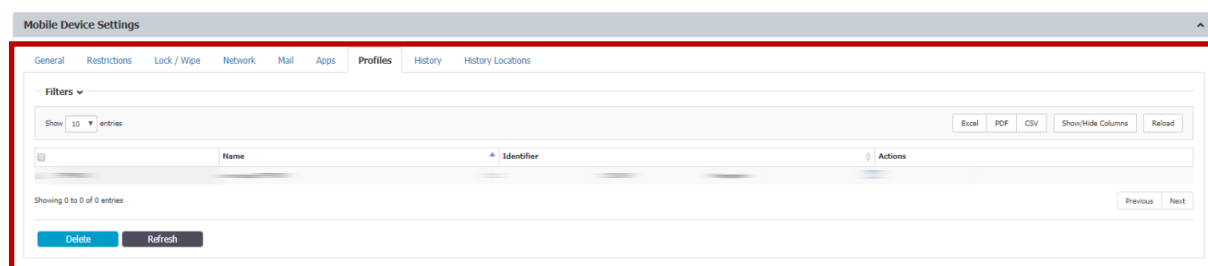 Mobile Device Settings
General Restrictions Lock / Wipe Network Mail Apps Profiles History History Locations
Filters
Show 10 entries Excel PDF CSV Show/Hide Columns Reload
Name Identifier Actions
Showing 0 to 0 of 0 entries Previous Next
Delete Refresh